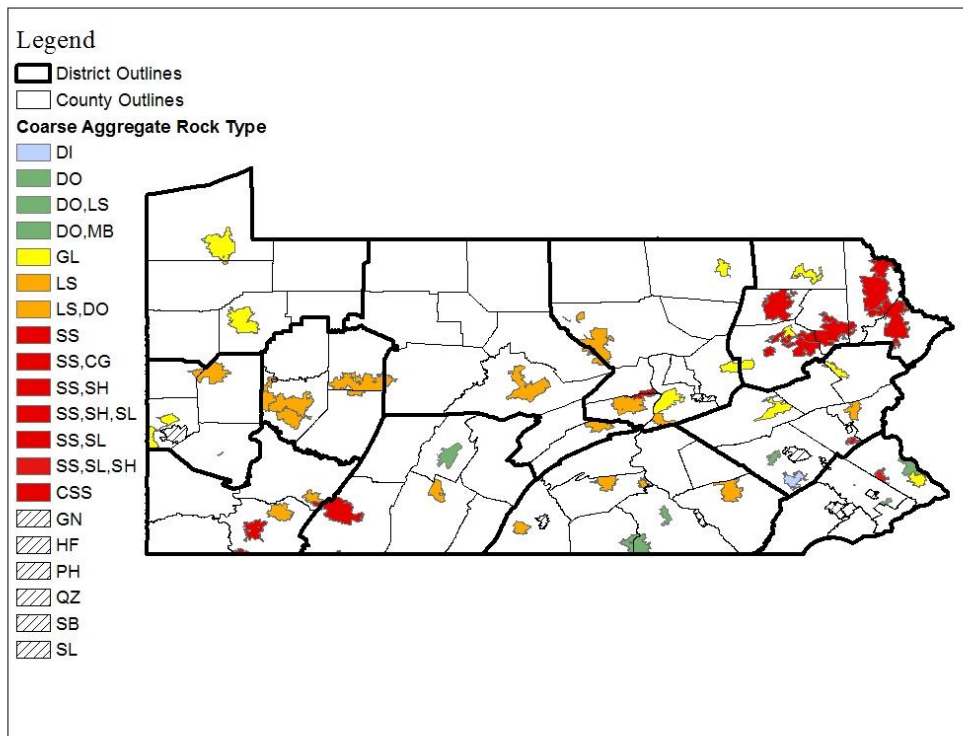 Legend
District Outlines
County Outlines
Coarse Aggregate Rock Type
DI
DO
DO,LS
DO,MB
GL
LS
LS,DO
SS
SS,CG
SS,SH
SS,SH,SL
SS,SL
SS,SL,SH
CSS
GN
HF
PH
QZ
SB
SL